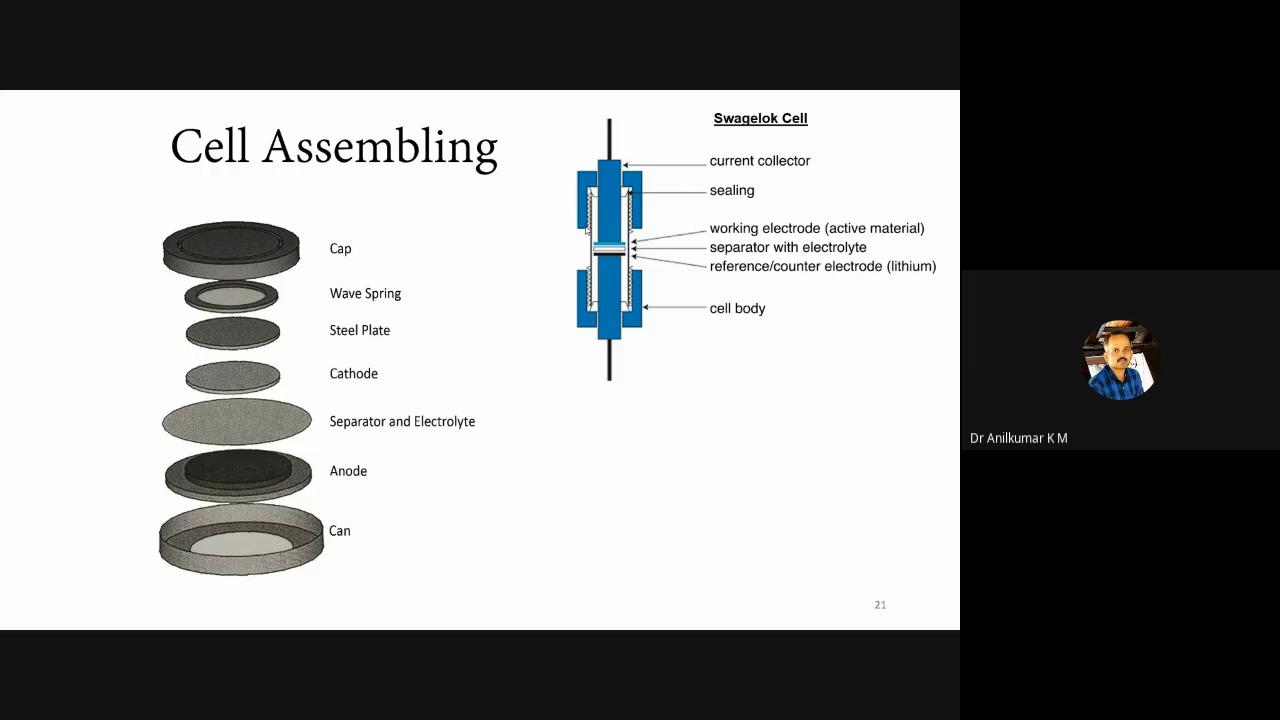 Cell Assembling
Cap
Wave Spring
Steel Plate
Cathode
Separator and Electrolyte
Anode
Can
Swagelok Cell
current collector
sealing
working electrode (active material)
separator with electrolyte
reference/counter electrode (lithium)
cell body
21
Dr Anilkumar K M